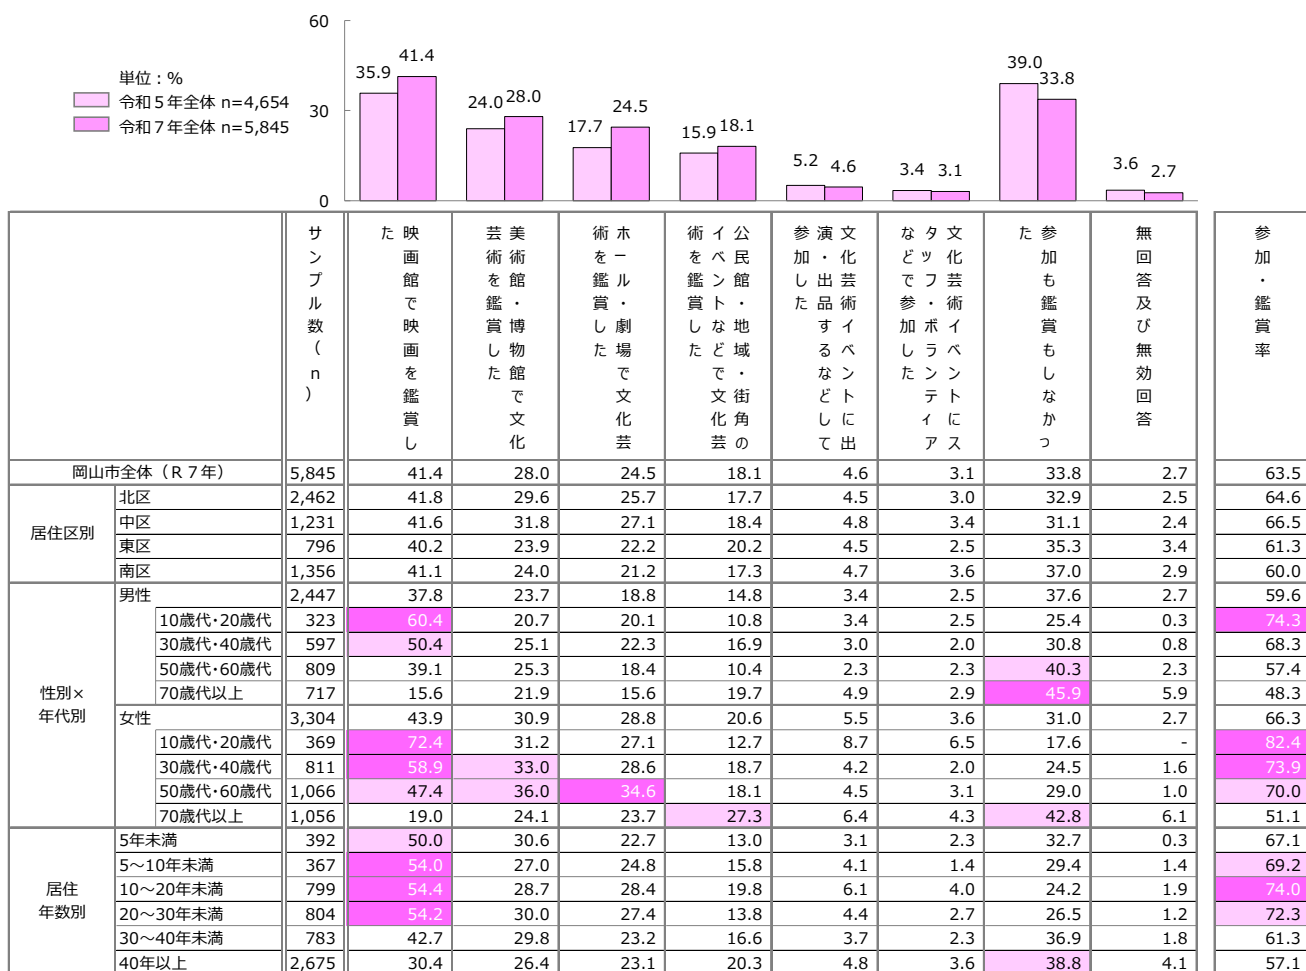 60
30
0
単位：%
令和５年全体 n=4,654
令和７年全体 n=5,845
35.9 41.4
24.0 28.0
17.7 24.5
15.9 18.1
5.2 4.6
3.4 3.1
39.0 33.8
3.6 2.7
サンプル数(n)
映画館で映画を鑑賞し
た
美術館・博物館で文化
芸術を鑑賞した
ホール・劇場で文化芸
術を鑑賞した
公民館・地域・街角の
イベントなどで文化芸
術を鑑賞した
文化芸術イベントに出
演・出品するなどして
参加した
文化芸術イベントにス
タッフ・ボランティア
などで参加した
参加も鑑賞もしなかっ
た
無回答及び無効回答
参加・鑑賞率
岡山市全体（Ｒ７年） 5,845 41.4 28.0 24.5 18.1 4.6 3.1 33.8 2.7 63.5
居住区別
北区 2,462 41.8 29.6 25.7 17.7 4.5 3.0 32.9 2.5 64.6
中区 1,231 41.6 31.8 27.1 18.4 4.8 3.4 31.1 2.4 66.5
東区 796 40.2 23.9 22.2 20.2 4.5 2.5 35.3 3.4 61.3
南区 1,356 41.1 24.0 21.2 17.3 4.7 3.6 37.0 2.9 60.0
性別×
年代別
男性 2,447 37.8 23.7 18.8 14.8 3.4 2.5 37.6 2.7 59.6
10歳代・20歳代 323 60.4 20.7 20.1 10.8 3.4 2.5 25.4 0.3 74.3
30歳代・40歳代 597 50.4 25.1 22.3 16.9 3.0 2.0 30.8 0.8 68.3
50歳代・60歳代 809 39.1 25.3 18.4 10.4 2.3 2.3 40.3 2.3 57.4
70歳代以上 717 15.6 21.9 15.6 19.7 4.9 2.9 45.9 5.9 48.3
女性 3,304 43.9 30.9 28.8 20.6 5.5 3.6 31.0 2.7 66.3
10歳代・20歳代 369 72.4 31.2 27.1 12.7 8.7 6.5 17.6 - 82.4
30歳代・40歳代 811 58.9 33.0 28.6 18.7 4.2 2.0 24.5 1.6 73.9
50歳代・60歳代 1,066 47.4 36.0 34.6 18.1 4.5 3.1 29.0 1.0 70.0
70歳代以上 1,056 19.0 24.1 23.7 27.3 6.4 4.3 42.8 6.1 51.1
居住
年数別
5年未満 392 50.0 30.6 22.7 13.0 3.1 2.3 32.7 0.3 67.1
5～10年未満 367 54.0 27.0 24.8 15.8 4.1 1.4 29.4 1.4 69.2
10～20年未満 799 54.4 28.7 28.4 19.8 6.1 4.0 24.2 1.9 74.0
20～30年未満 804 54.2 30.0 27.4 13.8 4.4 2.7 26.5 1.2 72.3
30～40年未満 783 42.7 29.8 23.2 16.6 3.7 2.3 36.9 1.8 61.3
40年以上 2,675 30.4 26.4 23.1 20.3 4.8 3.6 38.8 4.1 57.1